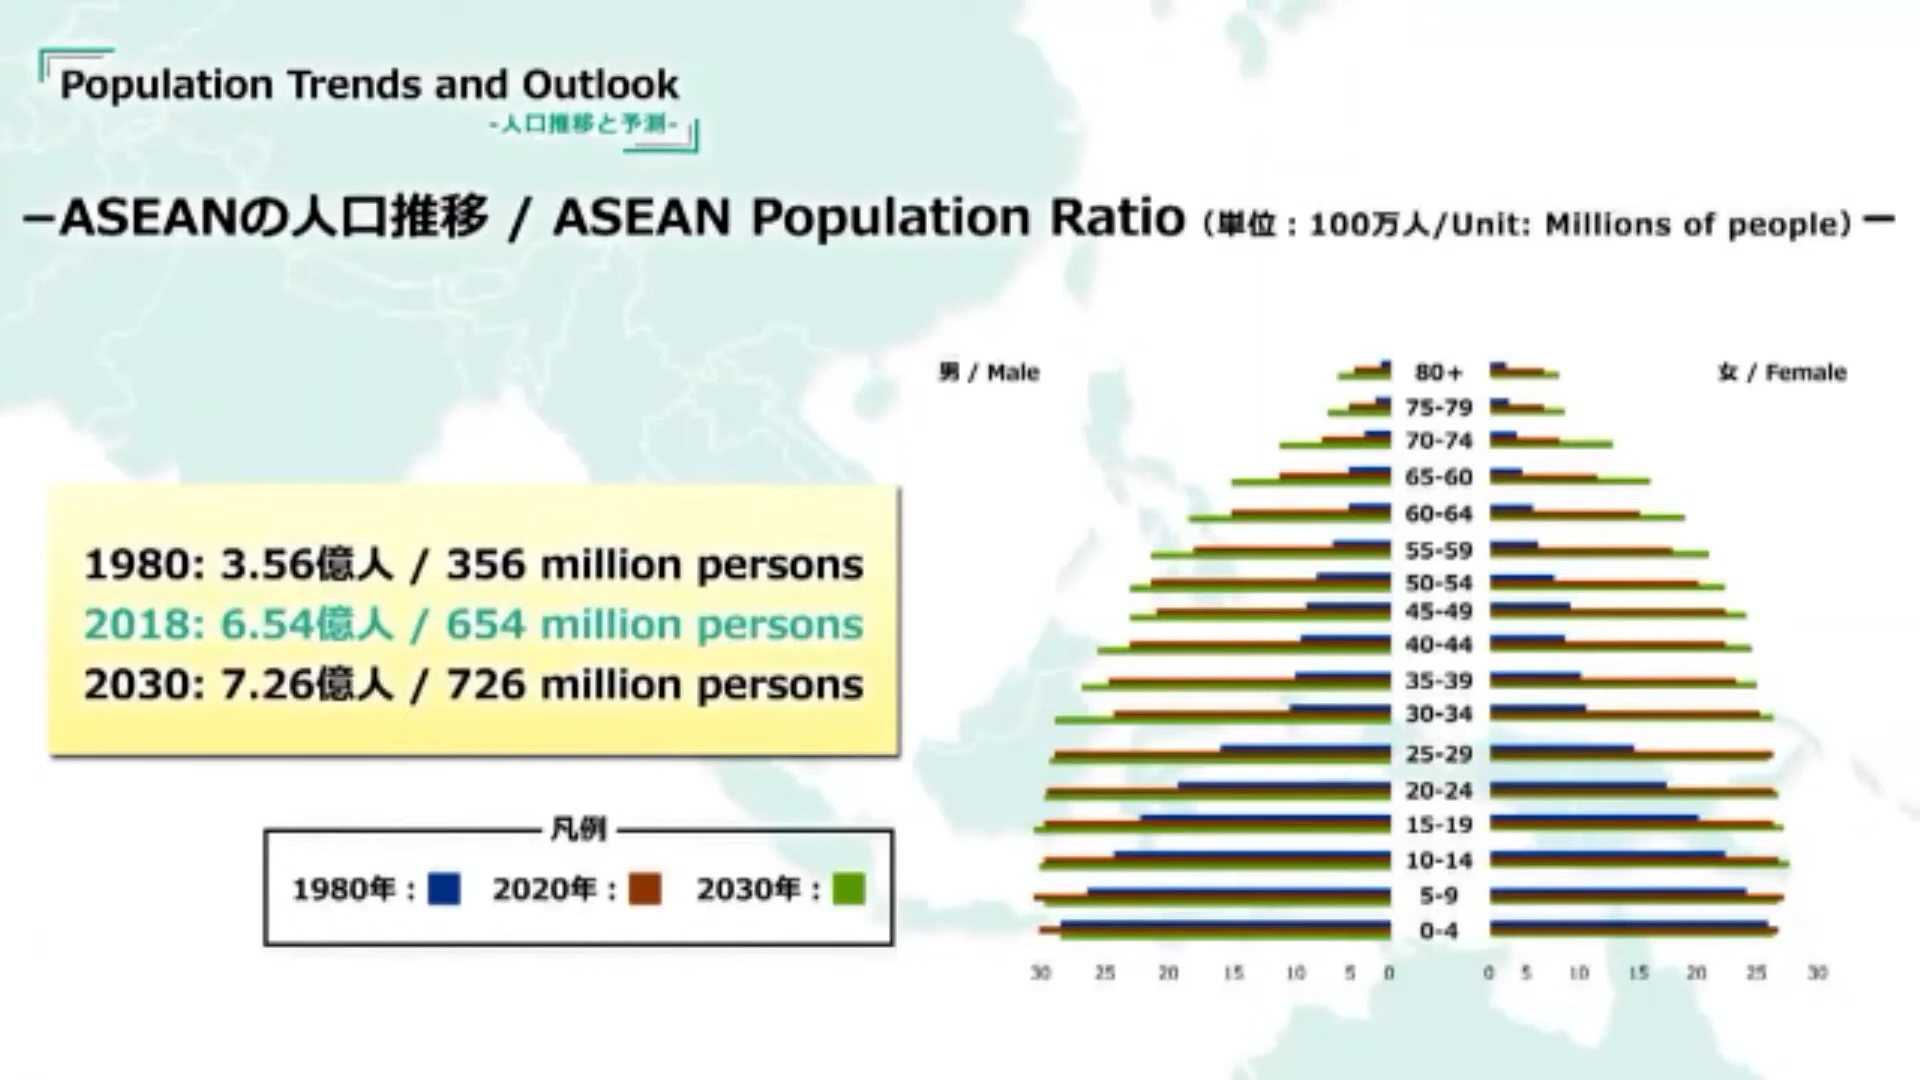 Population Trends and Outlook
-人口推移と予測-
−ASEANの人口推移 / ASEAN Population Ratio（単位：100万人/Unit: Millions of people）−
1980: 3.56億人 / 356 million persons
2018: 6.54億人 / 654 million persons
2030: 7.26億人 / 726 million persons
凡例
1980年： 2020年： 2030年：
男 / Male
女 / Female
80+
75-79
70-74
65-60
60-64
55-59
50-54
45-49
40-44
35-39
30-34
25-29
20-24
15-19
10-14
5-9
0-4
30 25 20 15 10 5 0 0 5 10 15 20 25 30